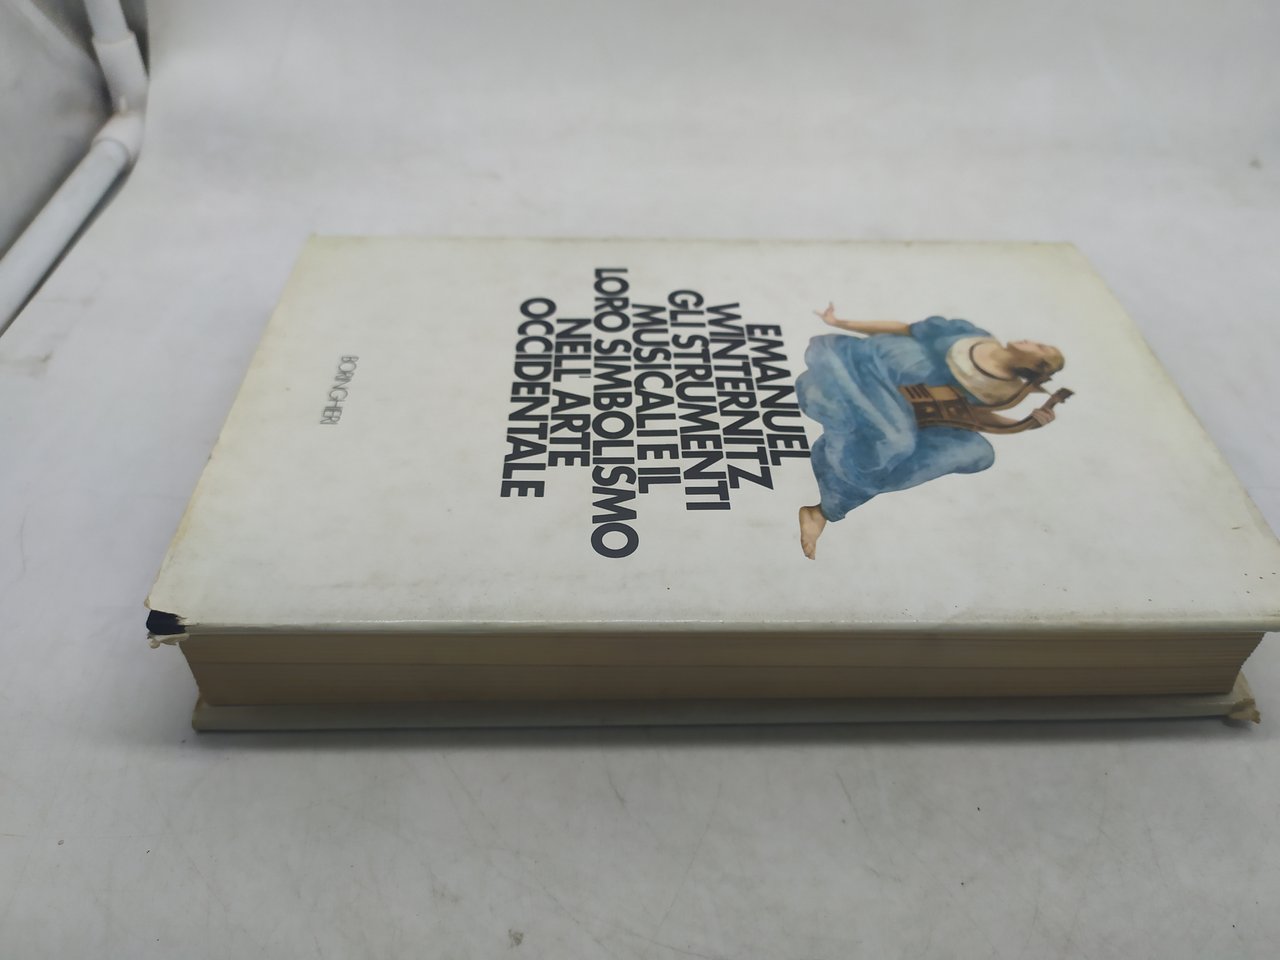 EMANUEL
WINTERNITZ
GLI STRUMENTI
MUSICALI E IL
LORO SIMBOLISMO
NELL' ARTE
OCCIDENTALE
BORINGHIERI